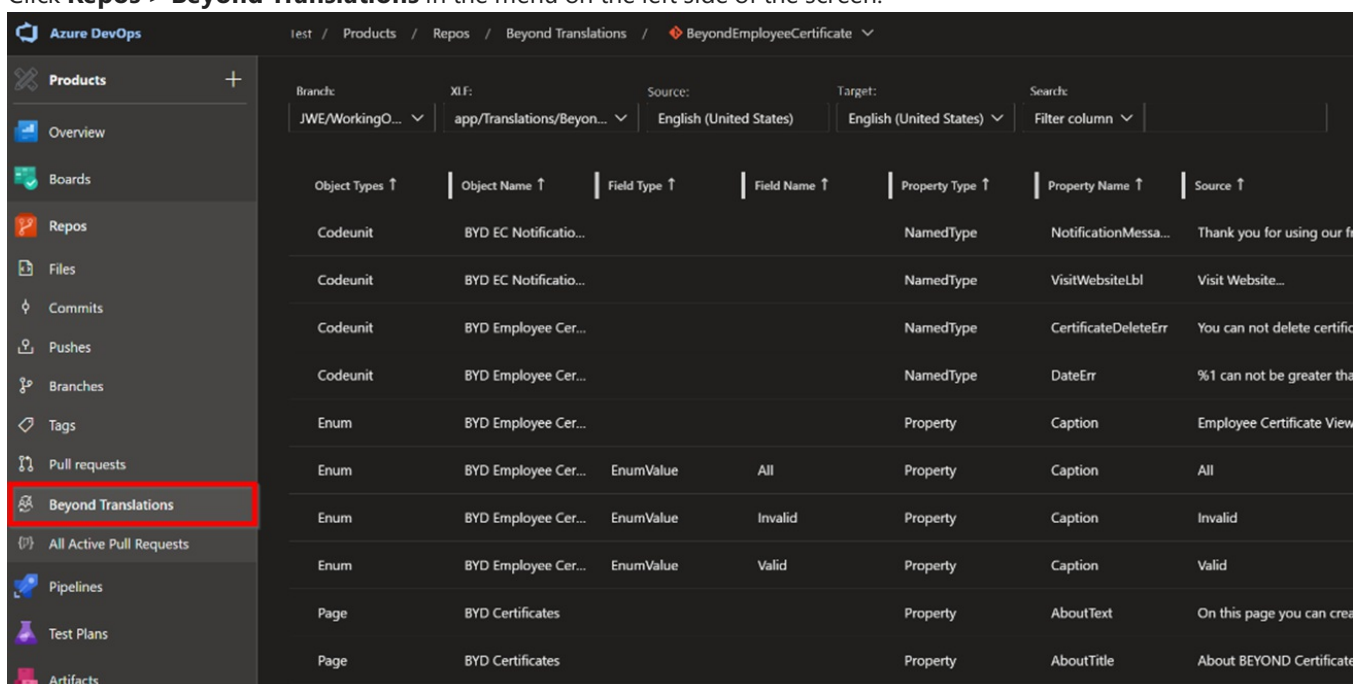 Click Repos > Beyond Translations in the menu on the left side of the screen.
Azure DevOps
Test / Products / Repos / Beyond Translations / BeyondEmployeeCertificate
Products +
Overview
Boards
Repos
Files
Commits
Pushes
Branches
Tags
Pull requests
Beyond Translations
All Active Pull Requests
Pipelines
Test Plans
Artifacts
Branch: XLF: Source: Target: Search:
JWE/WorkingO... app/Translations/Beyon... English (United States) English (United States) Filter column
Object Types ↑ Object Name ↑ Field Type ↑ Field Name ↑ Property Type ↑ Property Name ↑ Source ↑
Codeunit BYD EC Notificatio... NamedType NotificationMessa... Thank you for using our fr
Codeunit BYD EC Notificatio... NamedType VisitWebsiteLbl Visit Website...
Codeunit BYD Employee Cer... NamedType CertificateDeleteErr You can not delete certific
Codeunit BYD Employee Cer... NamedType DateErr %1 can not be greater tha
Enum BYD Employee Cer... Property Caption Employee Certificate View
Enum BYD Employee Cer... EnumValue All Property Caption All
Enum BYD Employee Cer... EnumValue Invalid Property Caption Invalid
Enum BYD Employee Cer... EnumValue Valid Property Caption Valid
Page BYD Certificates Property AboutText On this page you can crea
Page BYD Certificates Property AboutTitle About BEYOND Certificate